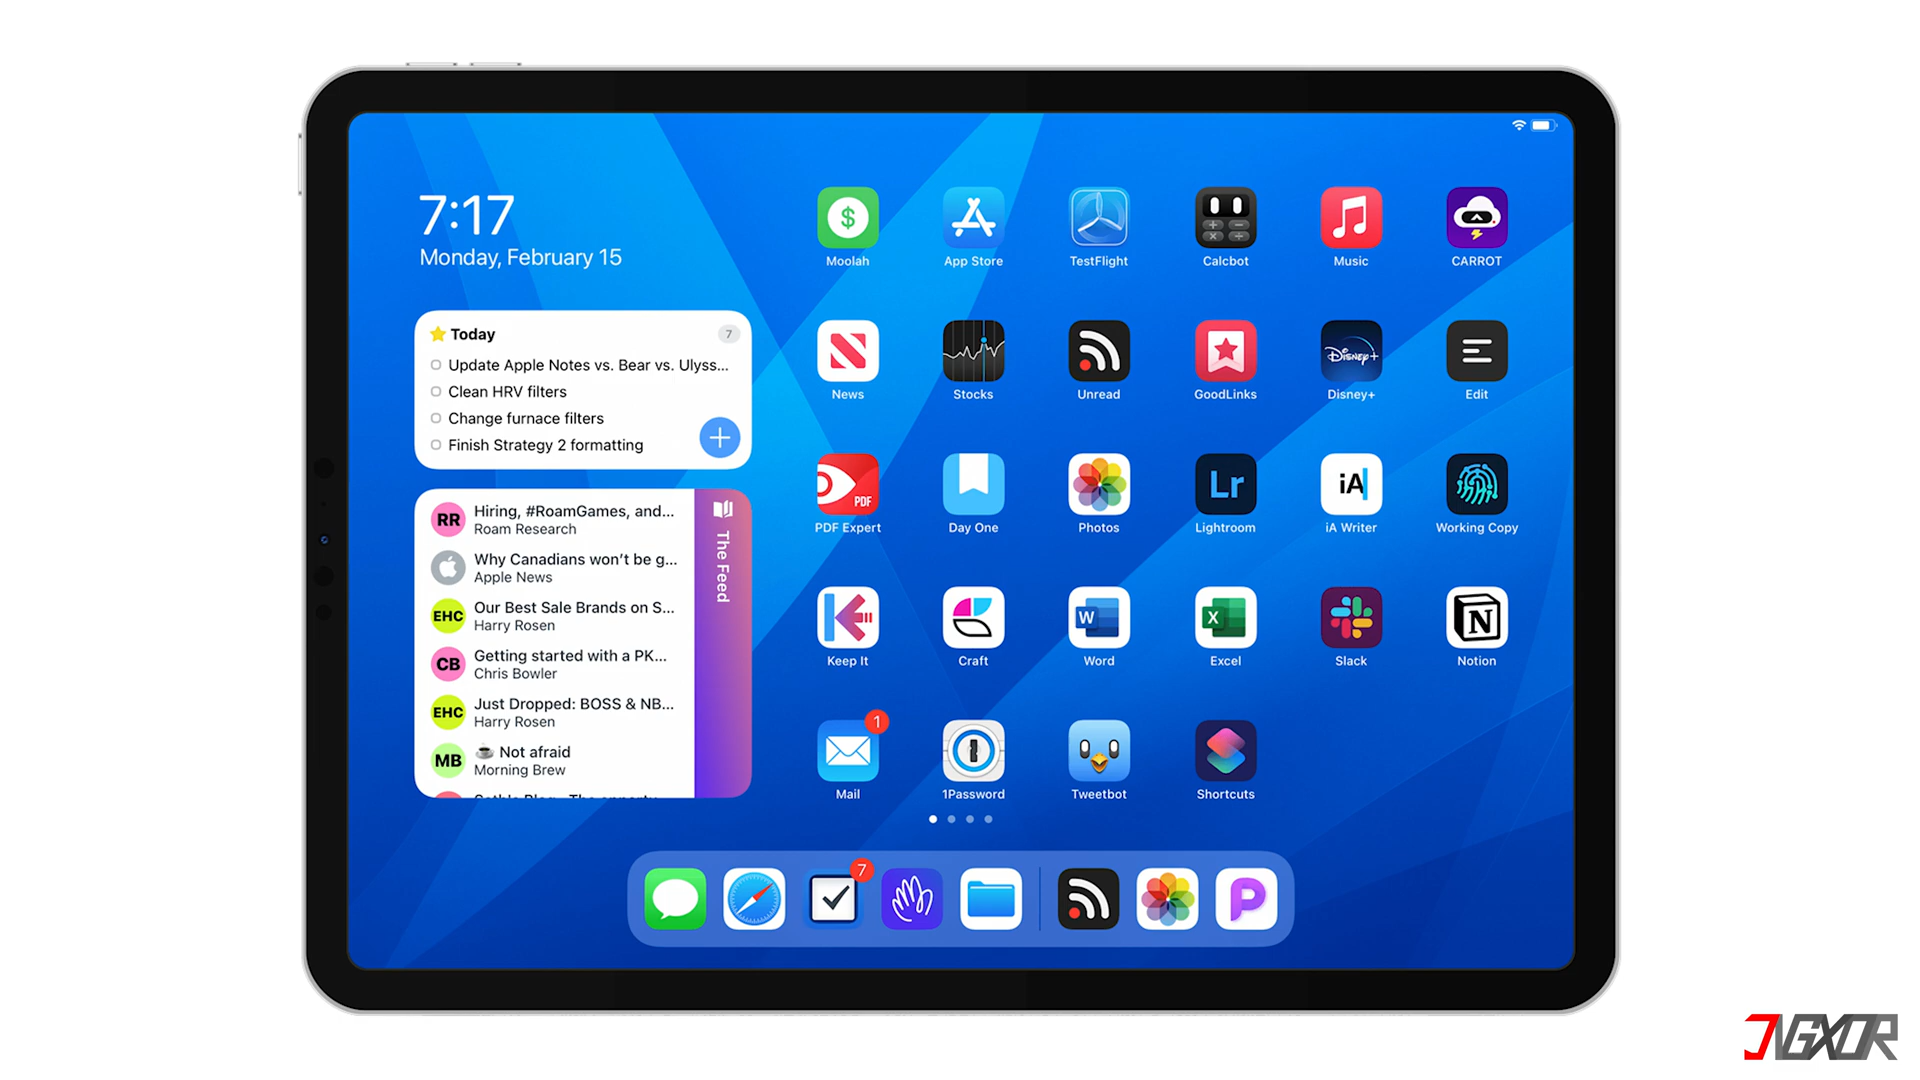 7:17
Monday, February 15
Today
7
Update Apple Notes vs. Bear vs. Ulyss...
Clean HRV filters
Change furnace filters
Finish Strategy 2 formatting
RR
Hiring, #RoamGames, and...
Roam Research
Why Canadians won't be g...
Apple News
EHC
Our Best Sale Brands on S...
Harry Rosen
CB
Getting started with a PK...
Chris Bowler
EHC
Just Dropped: BOSS & NB...
Harry Rosen
MB
☕ Not afraid
Morning Brew
The Feed
Moolah
App Store
TestFlight
Calcbot
Music
CARROT
Disney+
News
Stocks
Unread
GoodLinks
Disney+
Edit
PDF
Lr
iA
PDF Expert
Day One
Photos
Lightroom
iA Writer
Working Copy
W
X
N
Keep It
Craft
Word
Excel
Slack
Notion
1
Mail
1Password
Tweetbot
Shortcuts
7
P
JVGXOR